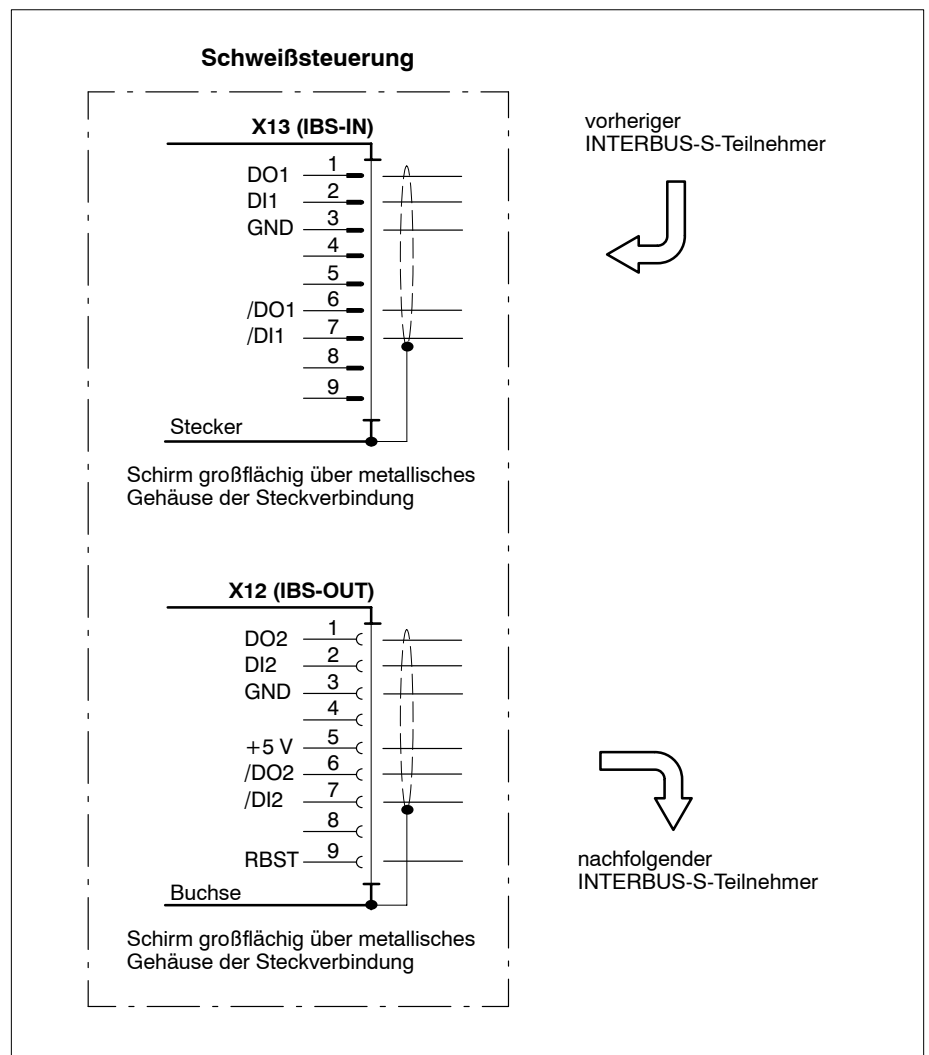 Schweißsteuerung
X13 (IBS-IN)
vorheriger
INTERBUS-S-Teilnehmer
DO1 1
DI1 2
GND 3
4
5
/DO1 6
/DI1 7
8
9
Stecker
Schirm großflächig über metallisches
Gehäuse der Steckverbindung
X12 (IBS-OUT)
DO2 1
DI2 2
GND 3
4
+5 V 5
/DO2 6
/DI2 7
8
RBST 9
nachfolgender
INTERBUS-S-Teilnehmer
Buchse
Schirm großflächig über metallisches
Gehäuse der Steckverbindung